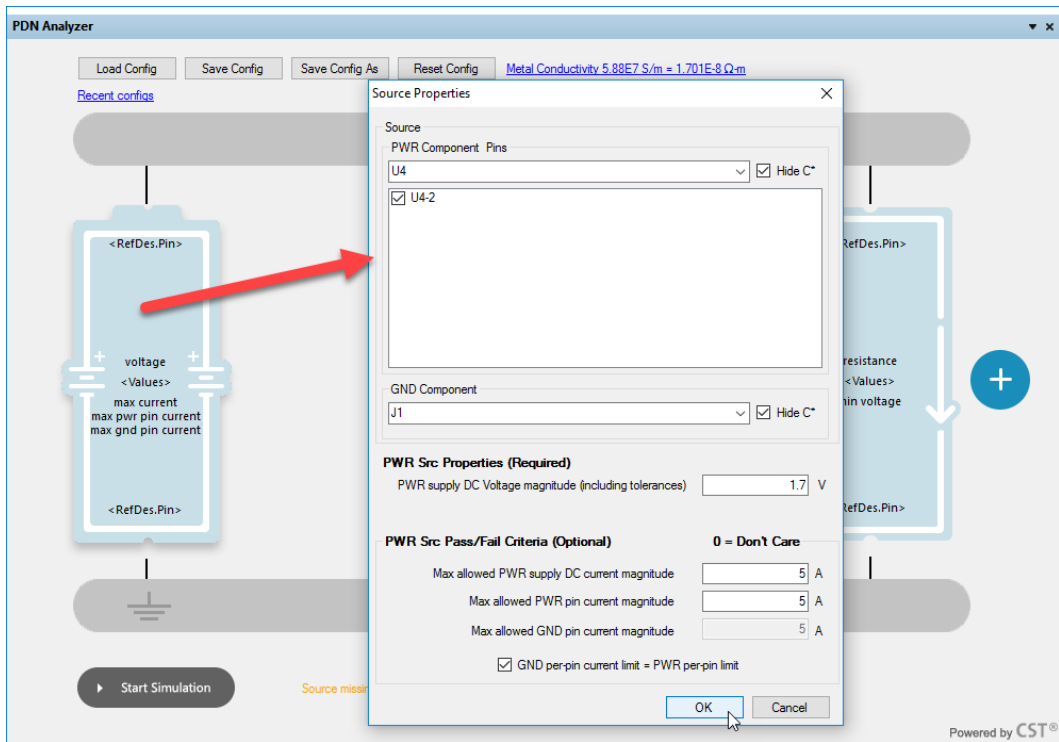 PDN Analyzer
Load Config Save Config Save Config As Reset Config Metal Conductivity 5.88E7 S/m = 1.701E-8 Ω-m
Recent configs
Source Properties
Source
PWR Component Pins
U4 Hide C*
U4-2
GND Component
J1 Hide C*
PWR Src Properties (Required)
PWR supply DC Voltage magnitude (including tolerances) 1.7 V
PWR Src Pass/Fail Criteria (Optional) 0 = Don't Care
Max allowed PWR supply DC current magnitude 5 A
Max allowed PWR pin current magnitude 5 A
Max allowed GND pin current magnitude 5 A
GND per-pin current limit = PWR per-pin limit
OK Cancel
<RefDes.Pin>
voltage
<Values>
max current
max pwr pin current
max gnd pin current
<RefDes.Pin>
RefDes.Pin>
resistance
<Values>
min voltage
RefDes.Pin>
Start Simulation
Source missin
Powered by CST®